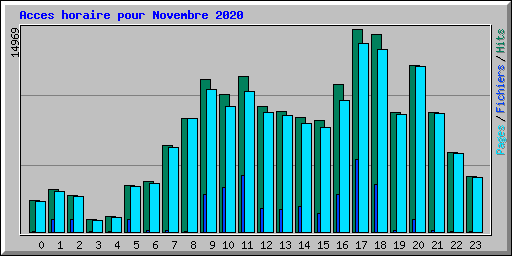 Acces horaire pour Novembre 2020
14969
Pages / Fichiers / Hits
0 1 2 3 4 5 6 7 8 9 10 11 12 13 14 15 16 17 18 19 20 21 22 23